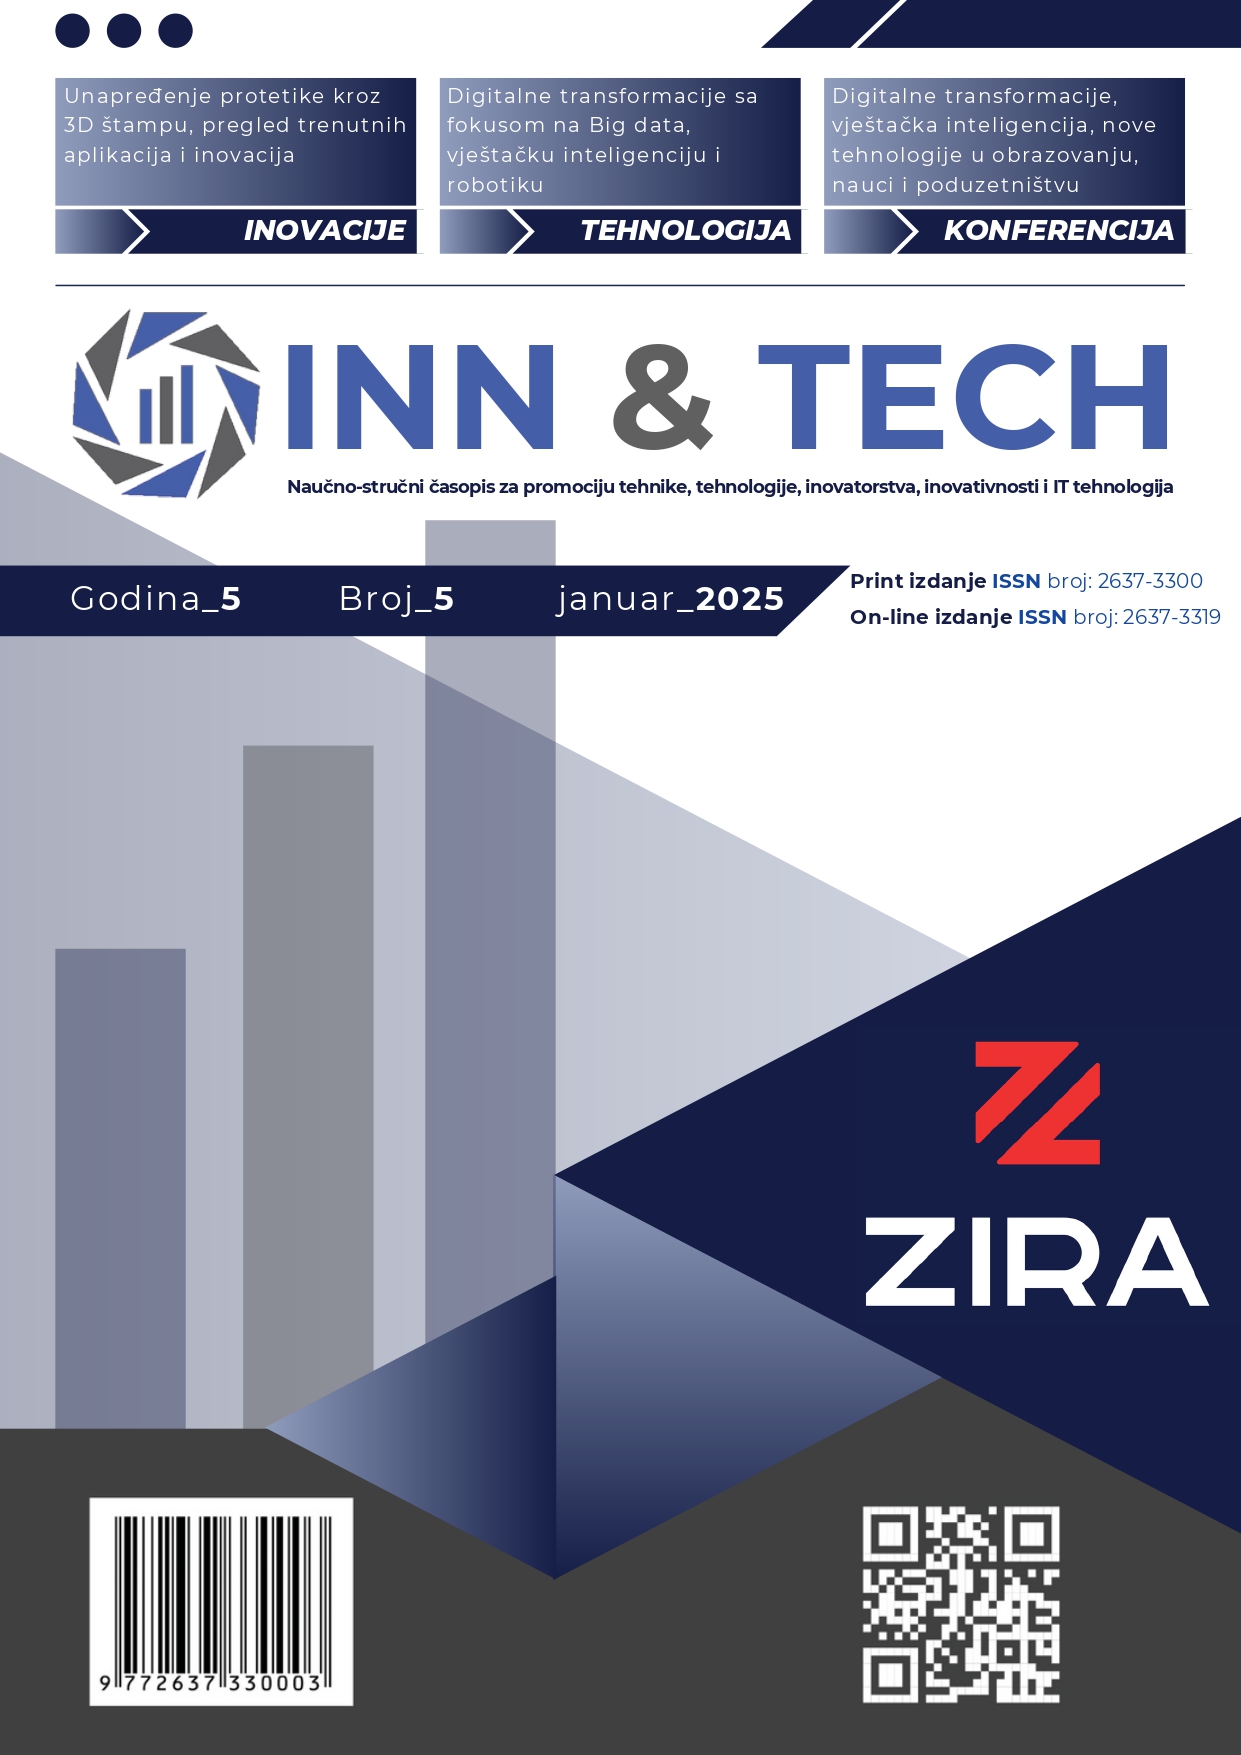 Unapređenje protetike kroz
3D štampu, pregled trenutnih
aplikacija i inovacija
INOVACIJE
Digitalne transformacije sa
fokusom na Big data,
vještačku inteligenciju i
robotiku
TEHNOLOGIJA
Digitalne transformacije,
vještačka inteligencija, nove
tehnologije u obrazovanju,
nauci i poduzetništvu
KONFERENCIJA
INN & TECH
Naučno-stručni časopis za promociju tehnike, tehnologije, inovatorstva, inovativnosti i IT tehnologija
Godina_5 Broj_5 januar_2025
Print izdanje ISSN broj: 2637-3300
On-line izdanje ISSN broj: 2637-3319
ZIRA
9 772637 330003